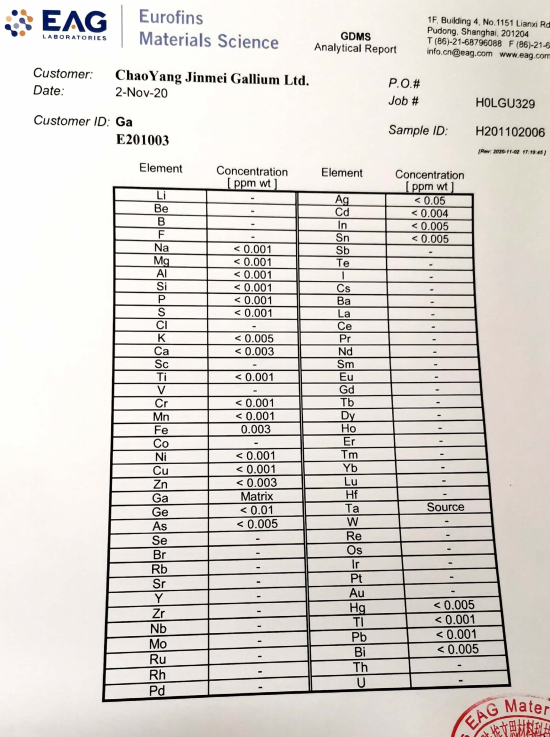 EAG
LABORATORIES
Eurofins
Materials Science
GDMS
Analytical Report
1F, Building 4, No.1151 Lianxi Rd
Pudong, Shanghai, 201204
T (86)-21-68796088 F (86)-21-6
info.cn@eag.com www.eag.com
Customer: ChaoYang Jinmei Gallium Ltd.
Date: 2-Nov-20
P.O.#
Job # H0LGU329
Customer ID: Ga
E201003
Sample ID: H201102006
[Rev: 2020-11-02 17:19:45]
Element Concentration [ ppm wt ] Element Concentration [ ppm wt ]
Li - Ag < 0.05
Be - Cd < 0.004
B - In < 0.005
F - Sn < 0.005
Na < 0.001 Sb -
Mg < 0.001 Te -
Al < 0.001 I -
Si < 0.001 Cs -
P < 0.001 Ba -
S < 0.001 La -
Cl - Ce -
K < 0.005 Pr -
Ca < 0.003 Nd -
Sc - Sm -
Ti < 0.001 Eu -
V - Gd -
Cr < 0.001 Tb -
Mn < 0.001 Dy -
Fe 0.003 Ho -
Co - Er -
Ni < 0.001 Tm -
Cu < 0.001 Yb -
Zn < 0.003 Lu -
Ga Matrix Hf -
Ge < 0.01 Ta Source
As < 0.005 W -
Se - Re -
Br - Os -
Rb - Ir -
Sr - Pt -
Y - Au -
Zr - Hg < 0.005
Nb - Tl < 0.001
Mo - Pb < 0.001
Ru - Bi < 0.005
Rh - Th -
Pd - U -
EAG Mater